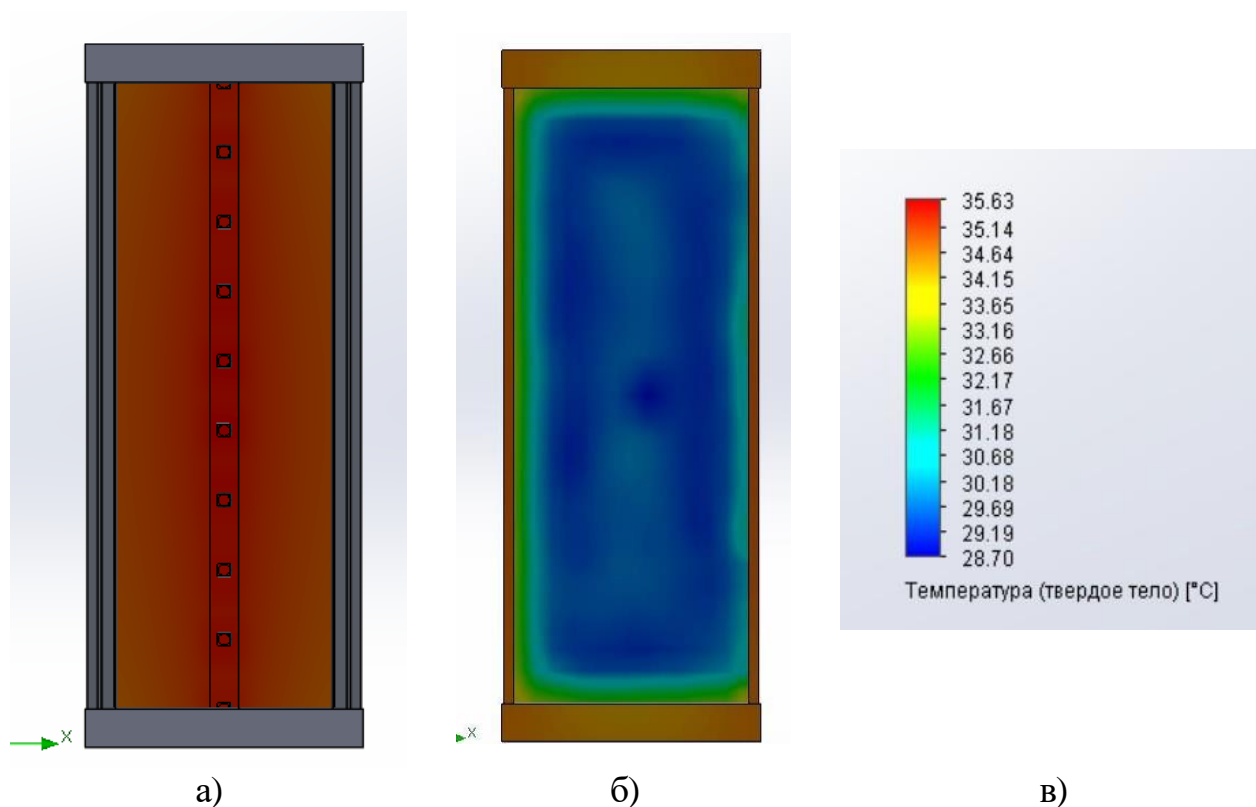 35.63
35.14
34.64
34.15
33.65
33.16
32.66
32.17
31.67
31.18
30.68
30.18
29.69
29.19
28.70
Температура (твердое тело) [°C]
X
X
а)
б)
в)